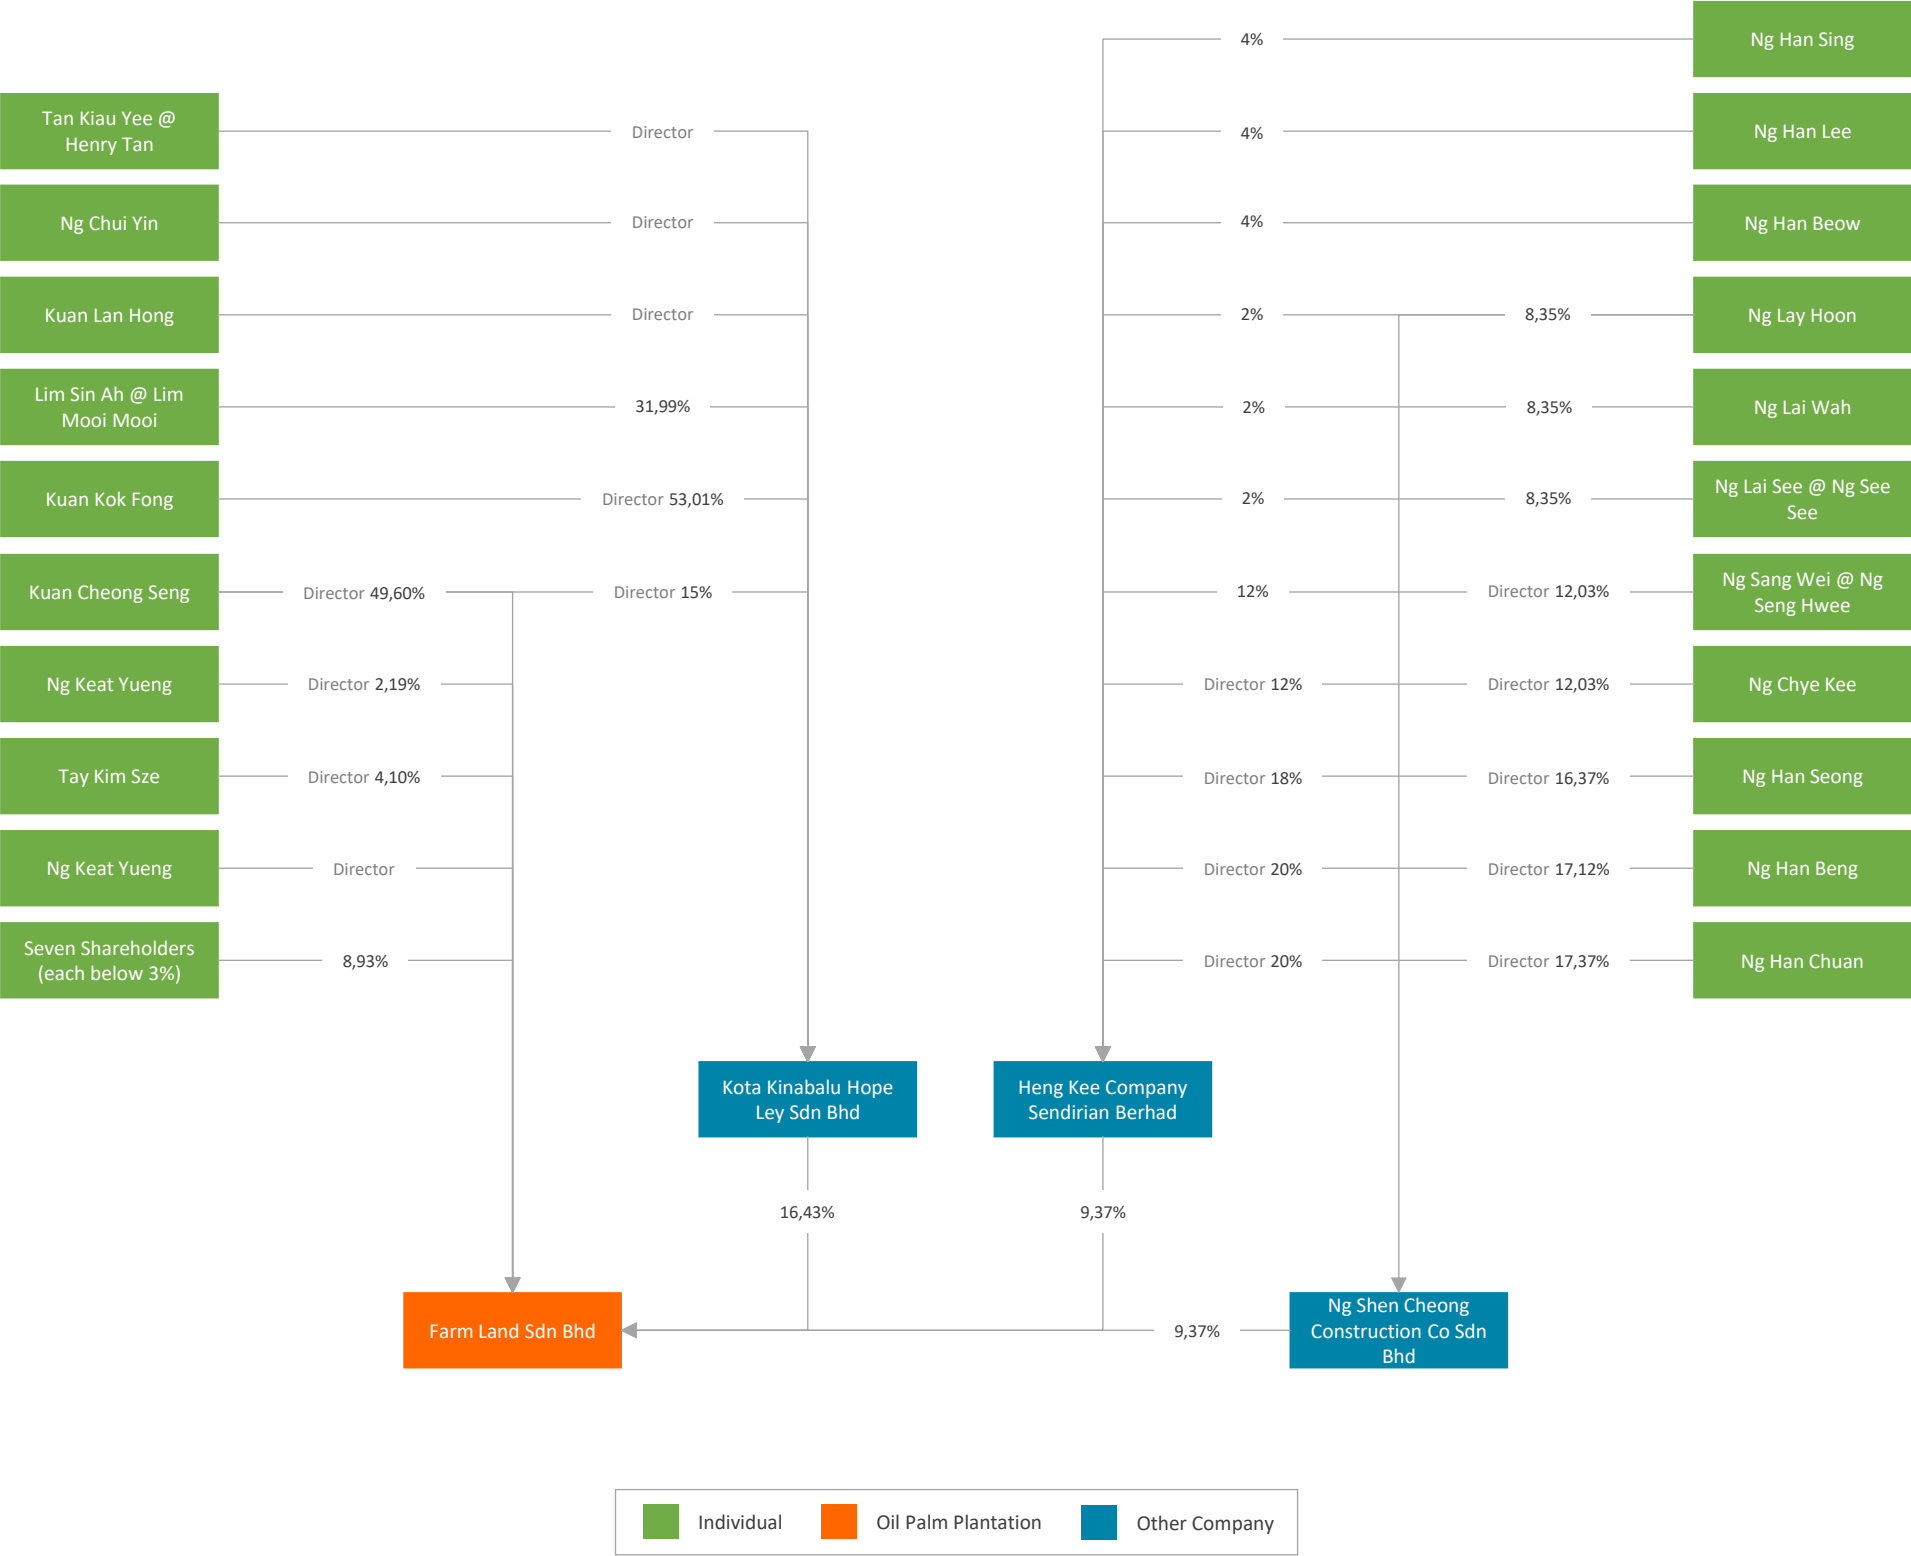 4%
Ng Han Sing
Tan Kiau Yee @
Henry Tan
Director
4%
Ng Han Lee
Ng Chui Yin
Director
4%
Ng Han Beow
Kuan Lan Hong
Director
2%
8,35%
Ng Lay Hoon
Lim Sin Ah @ Lim
Mooi Mooi
31,99%
2%
8,35%
Ng Lai Wah
Kuan Kok Fong
Director 53,01%
2%
8,35%
Ng Lai See @ Ng See
See
Kuan Cheong Seng
Director 49,60%
Director 15%
12%
Director 12,03%
Ng Sang Wei @ Ng
Seng Hwee
Ng Keat Yueng
Director 2,19%
Director 12%
Director 12,03%
Ng Chye Kee
Tay Kim Sze
Director 4,10%
Director 18%
Director 16,37%
Ng Han Seong
Ng Keat Yueng
Director
Director 20%
Director 17,12%
Ng Han Beng
Seven Shareholders
(each below 3%)
8,93%
Director 20%
Director 17,37%
Ng Han Chuan
Kota Kinabalu Hope
Ley Sdn Bhd
Heng Kee Company
Sendirian Berhad
16,43%
9,37%
Farm Land Sdn Bhd
9,37%
Ng Shen Cheong
Construction Co Sdn
Bhd
Individual
Oil Palm Plantation
Other Company